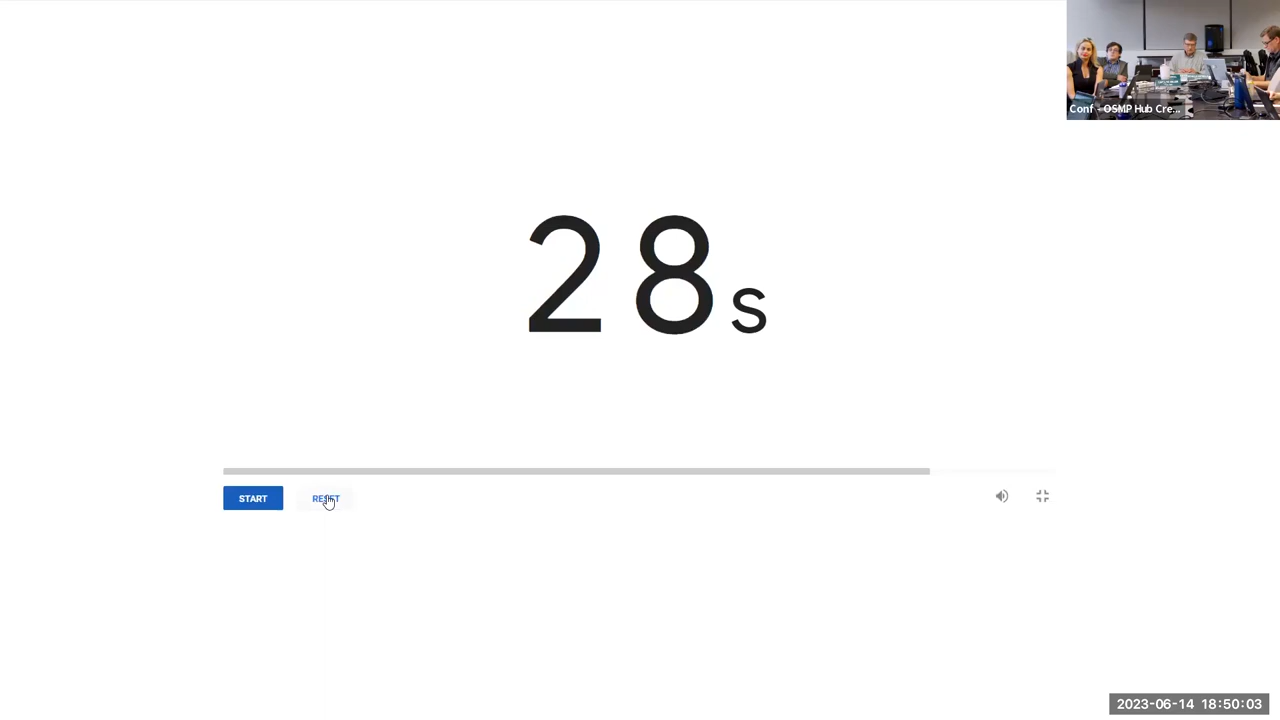 Conf - OSMP Hub Cre...
28s
START
RESET
2023-06-14 18:50:03